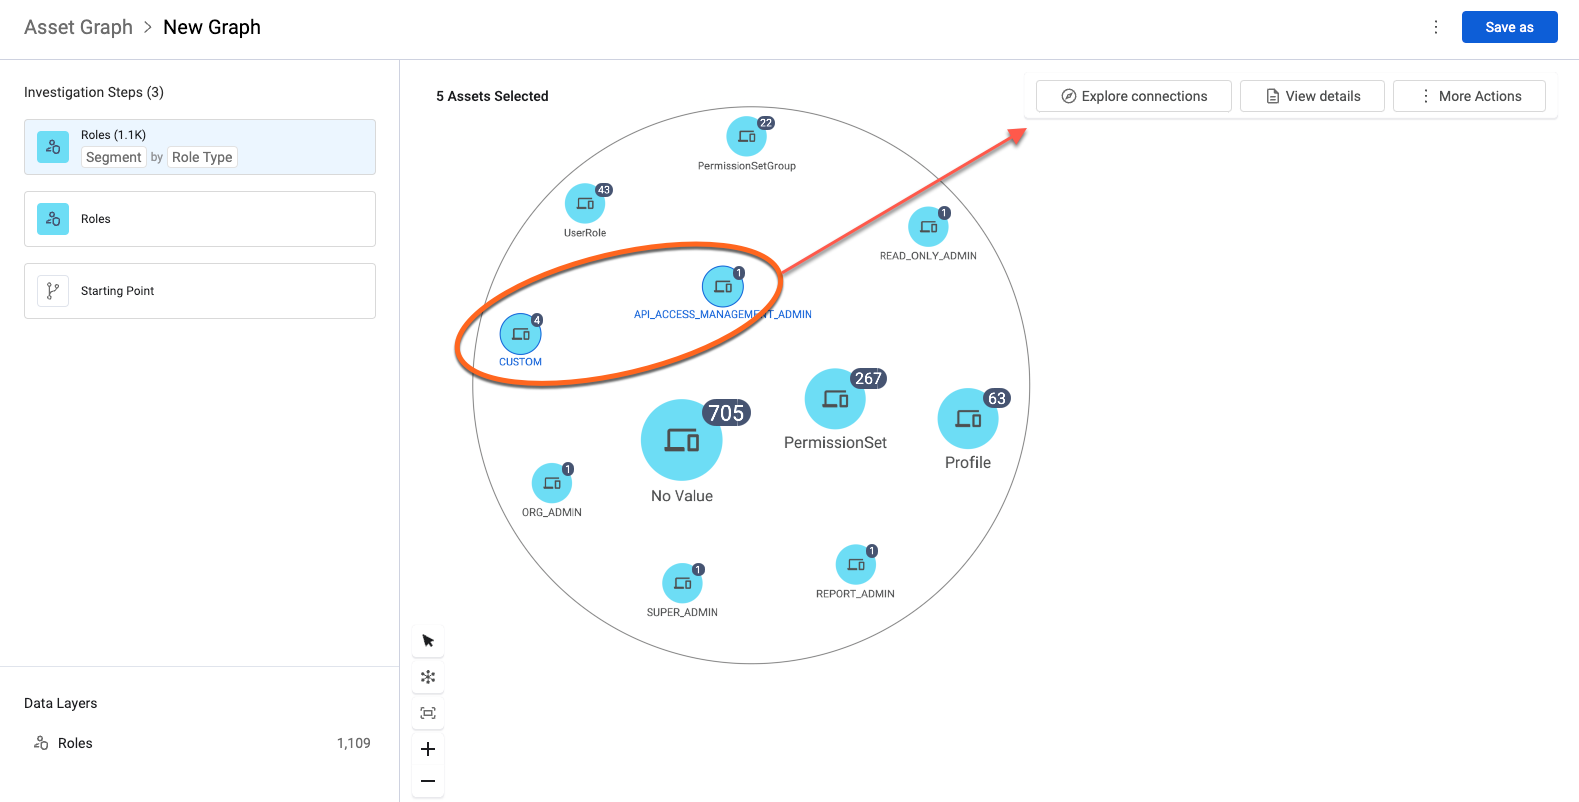 Asset Graph > New Graph
Save as
Investigation Steps (3)
Roles (1.1K)
Segment by Role Type
Roles
Starting Point
Data Layers
Roles 1,109
5 Assets Selected
Explore connections
View details
More Actions
22
PermissionSetGroup
43
UserRole
1
READ_ONLY_ADMIN
1
API_ACCESS_MANAGEMENT_ADMIN
4
CUSTOM
267
PermissionSet
63
Profile
705
No Value
1
ORG_ADMIN
1
REPORT_ADMIN
1
SUPER_ADMIN